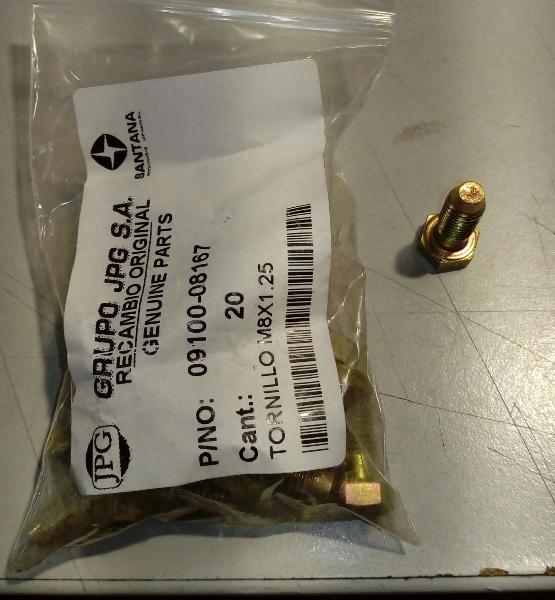 SANTANA
GRUPO JPG S.A.
RECAMBIO ORIGINAL
GENUINE PARTS
JPG
P/NO: 09100-08167
Cant.: 20
TORNILLO M8X1.25